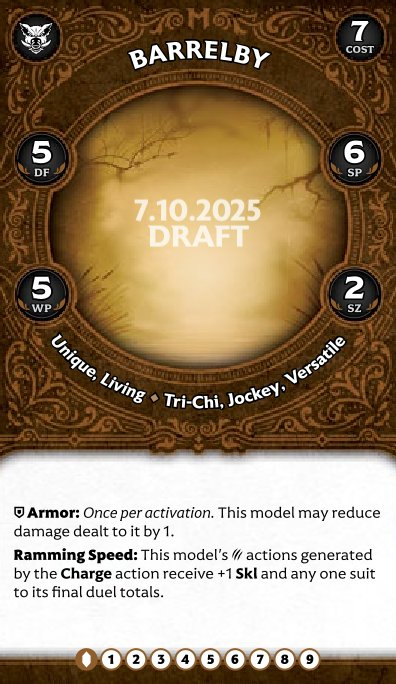 M
BARRELBY
7
COST
5
DF
6
SP
7.10.2025
DRAFT
5
WP
2
SZ
Unique, Living ◆ Tri-Chi, Jockey, Versatile
Armor: Once per activation. This model may reduce
damage dealt to it by 1.
Ramming Speed: This model's actions generated
by the Charge action receive +1 Skl and any one suit
to its final duel totals.
1 2 3 4 5 6 7 8 9